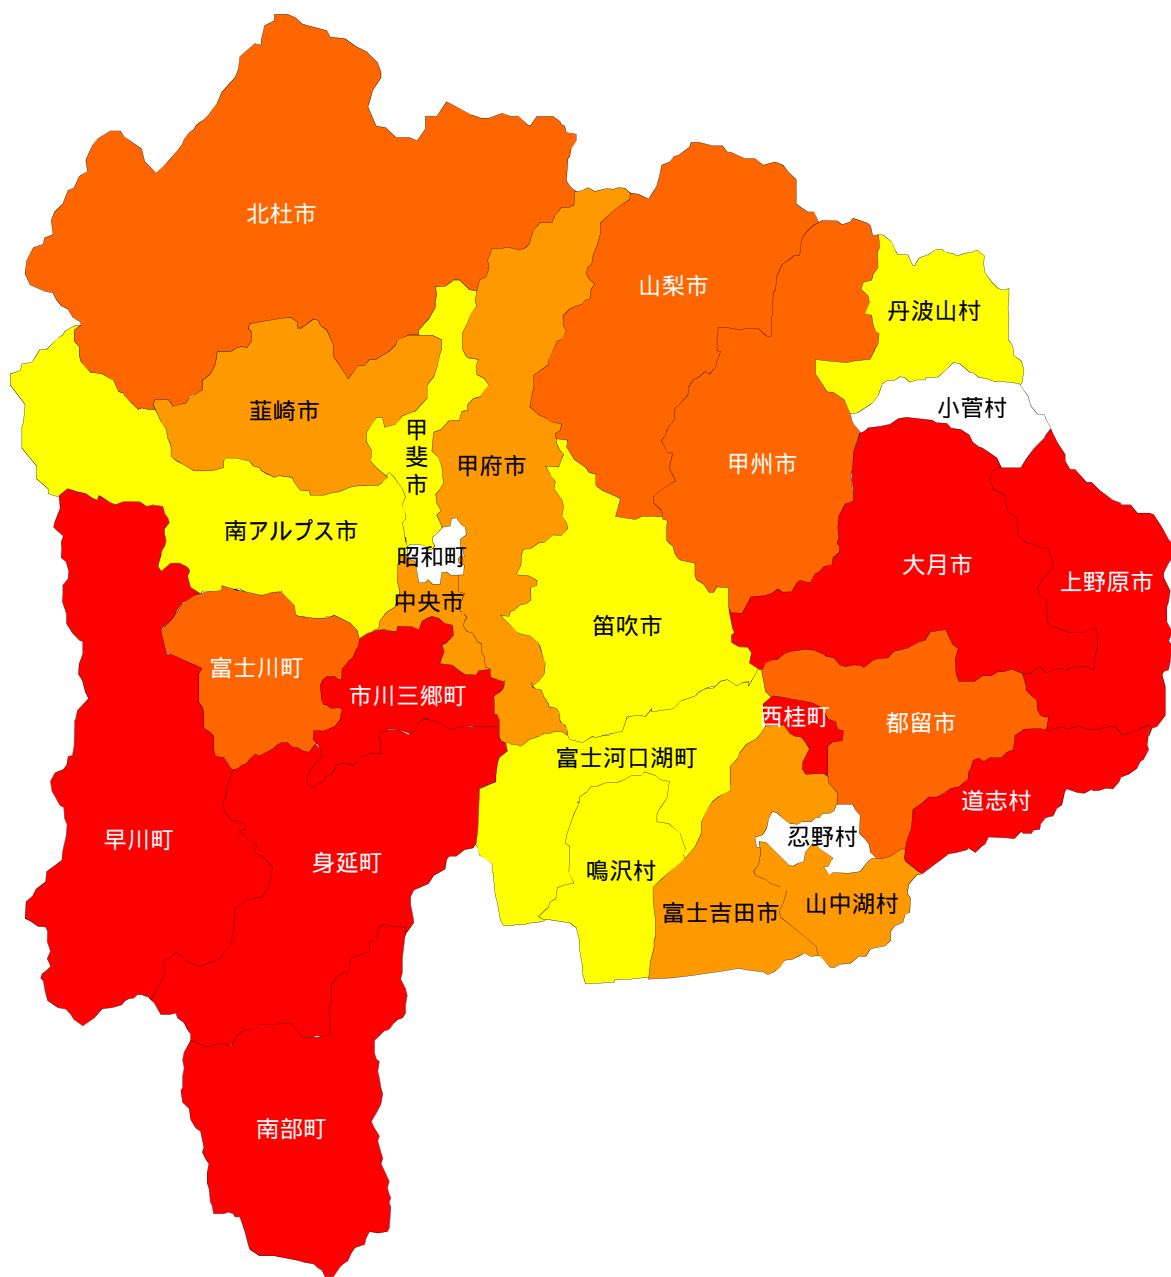 北杜市
山梨市
丹波山村
韮崎市
小菅村
甲斐市
甲府市
甲州市
南アルプス市
昭和町
大月市
上野原市
中央市
笛吹市
富士川町
市川三郷町
西桂町
都留市
富士河口湖町
道志村
早川町
忍野村
身延町
鳴沢村
山中湖村
富士吉田市
南部町